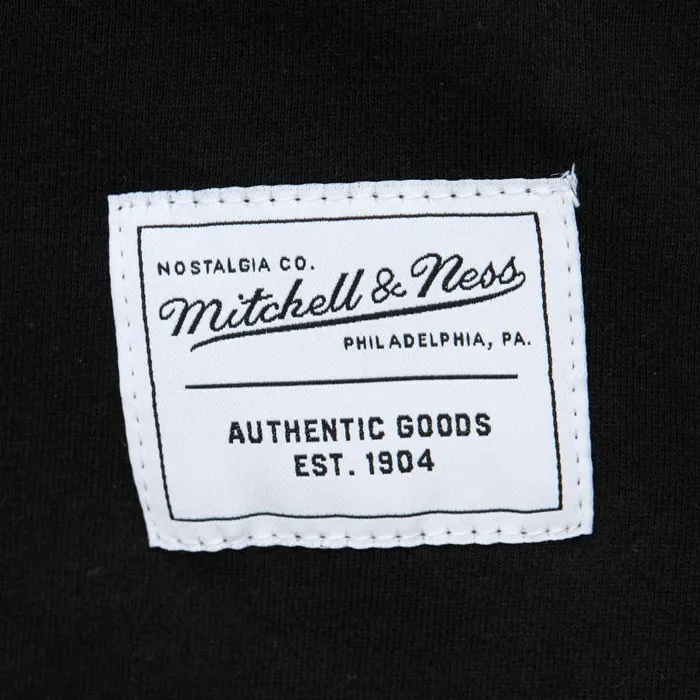 NOSTALGIA CO.
Mitchell & Ness
PHILADELPHIA, PA.
AUTHENTIC GOODS
EST. 1904